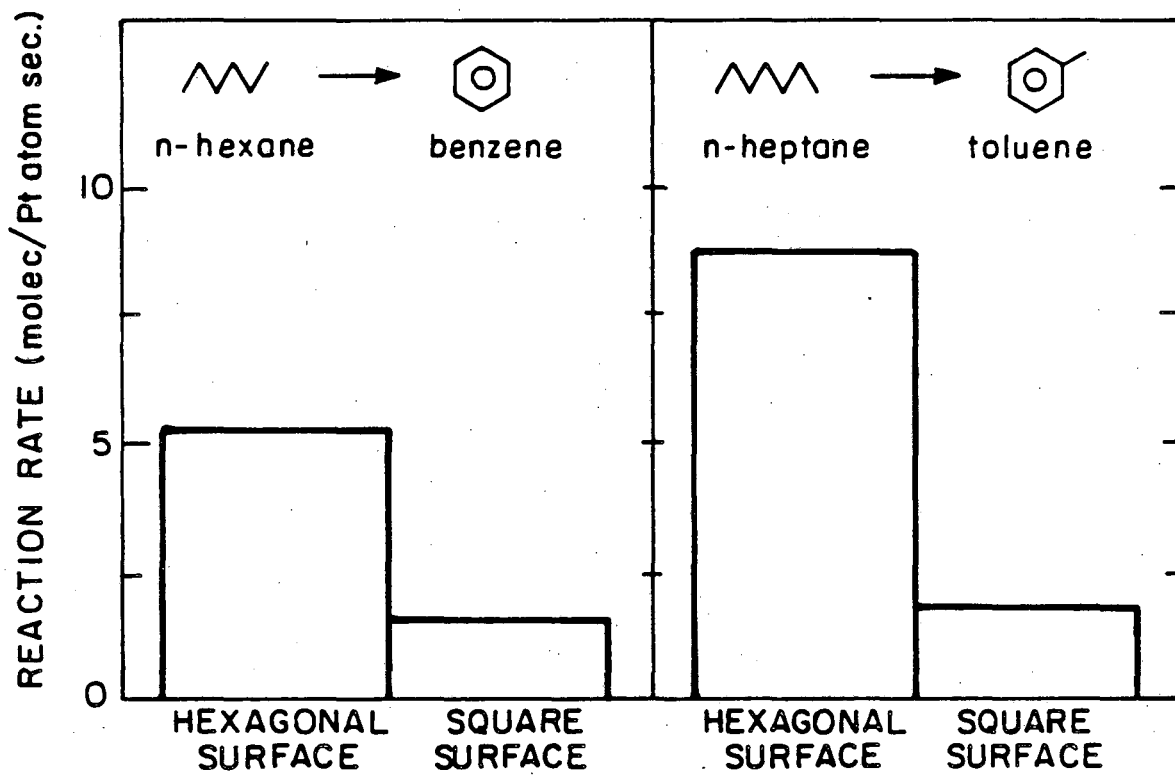 REACTION RATE (molec/Pt atom sec.)
10
5
0
n-hexane
benzene
HEXAGONAL
SURFACE
SQUARE
SURFACE
n-heptane
toluene
HEXAGONAL
SURFACE
SQUARE
SURFACE